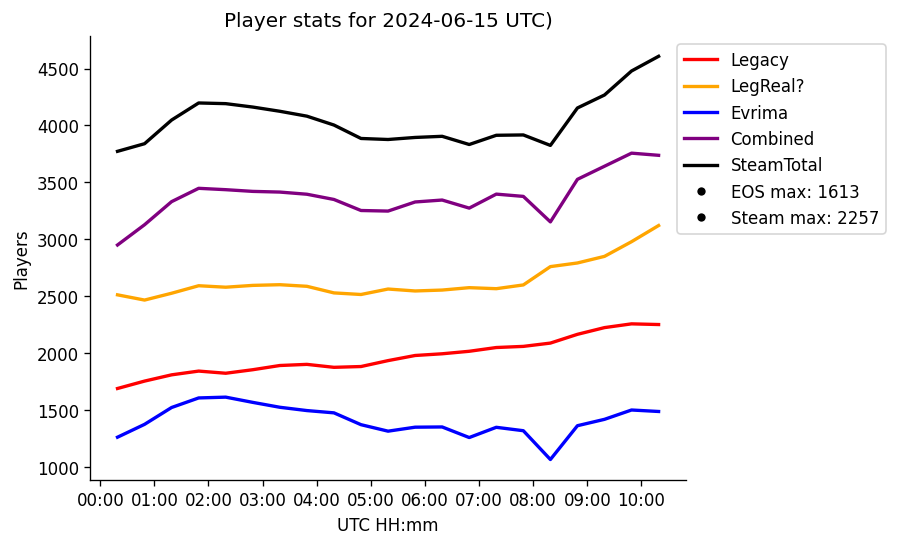 Player stats for 2024-06-15 UTC)
Legacy
LegReal?
Evrima
Combined
SteamTotal
EOS max: 1613
Steam max: 2257
Players
4500
4000
3500
3000
2500
2000
1500
1000
00:00 01:00 02:00 03:00 04:00 05:00 06:00 07:00 08:00 09:00 10:00
UTC HH:mm